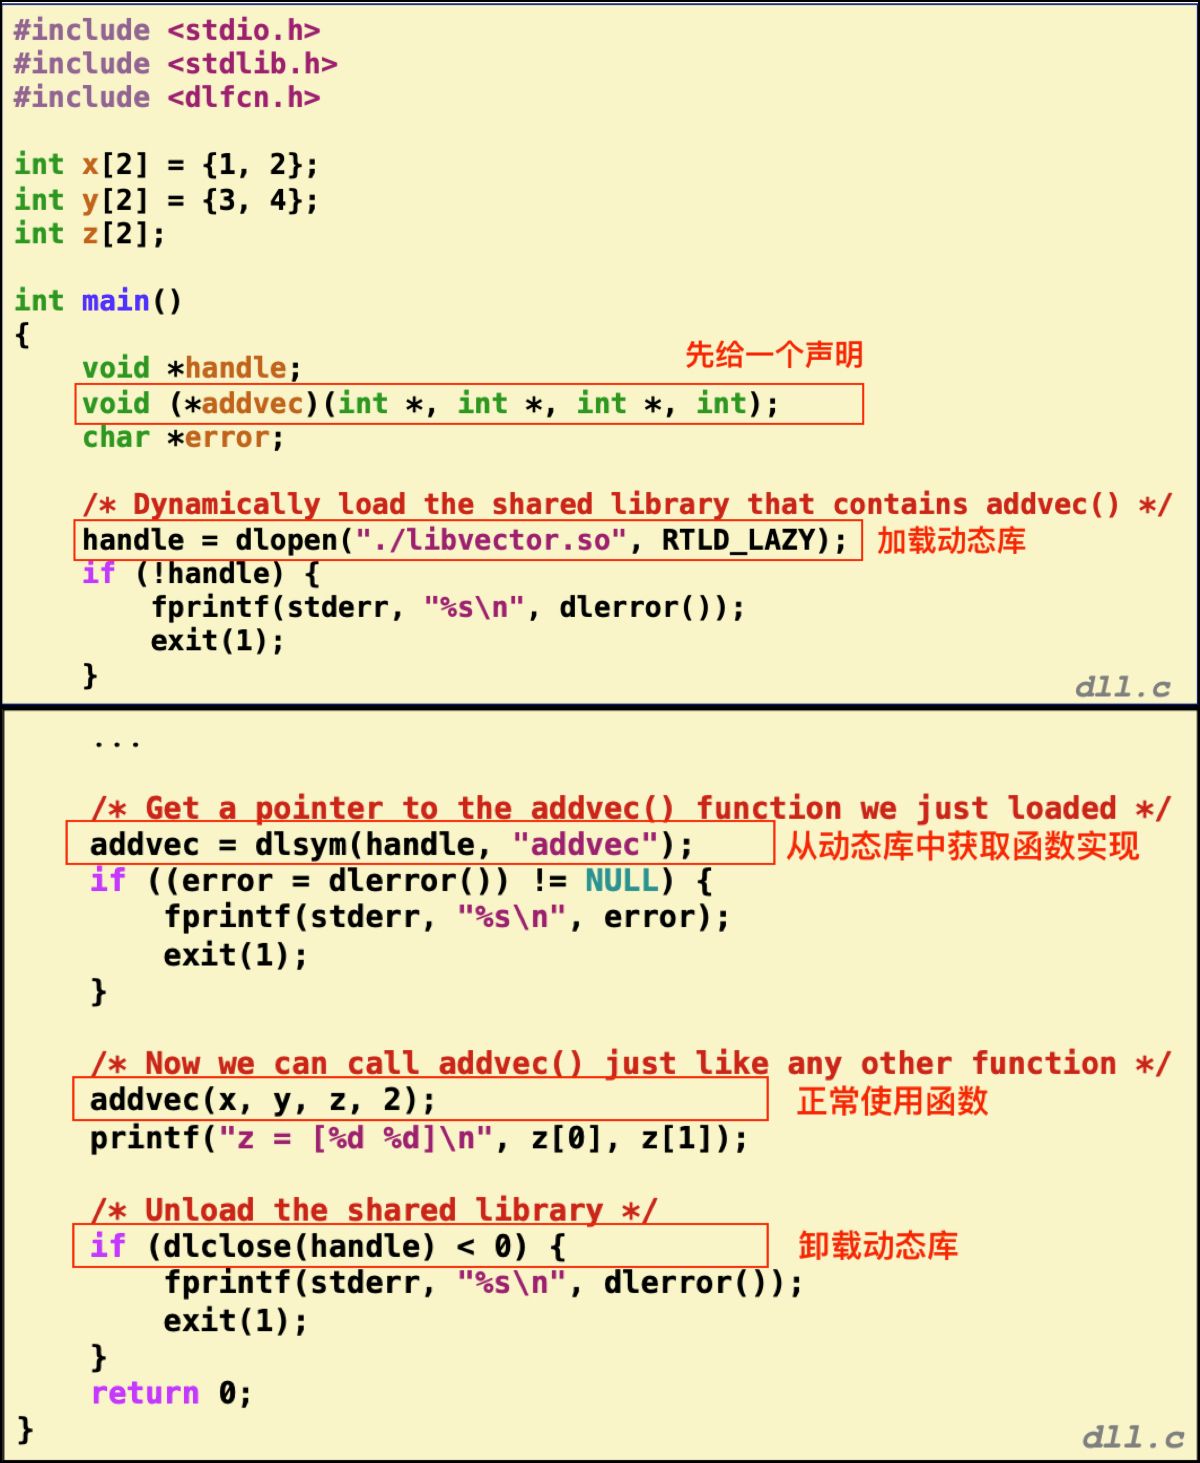 #include <stdio.h>
#include <stdlib.h>
#include <dlfcn.h>
int x[2] = {1, 2};
int y[2] = {3, 4};
int z[2];
int main()
{
void *handle;
先给一个声明
void (*addvec)(int *, int *, int *, int);
char *error;
/* Dynamically load the shared library that contains addvec() */
handle = dlopen("./libvector.so", RTLD_LAZY); 加载动态库
if (!handle) {
fprintf(stderr, "%s\n", dlerror());
exit(1);
}
dll.c
...
/* Get a pointer to the addvec() function we just loaded */
addvec = dlsym(handle, "addvec"); 从动态库中获取函数实现
if ((error = dlerror()) != NULL) {
fprintf(stderr, "%s\n", error);
exit(1);
}
/* Now we can call addvec() just like any other function */
addvec(x, y, z, 2); 正常使用函数
printf("z = [%d %d]\n", z[0], z[1]);
/* Unload the shared library */
if (dlclose(handle) < 0) { 卸载动态库
fprintf(stderr, "%s\n", dlerror());
exit(1);
}
return 0;
}
dll.c